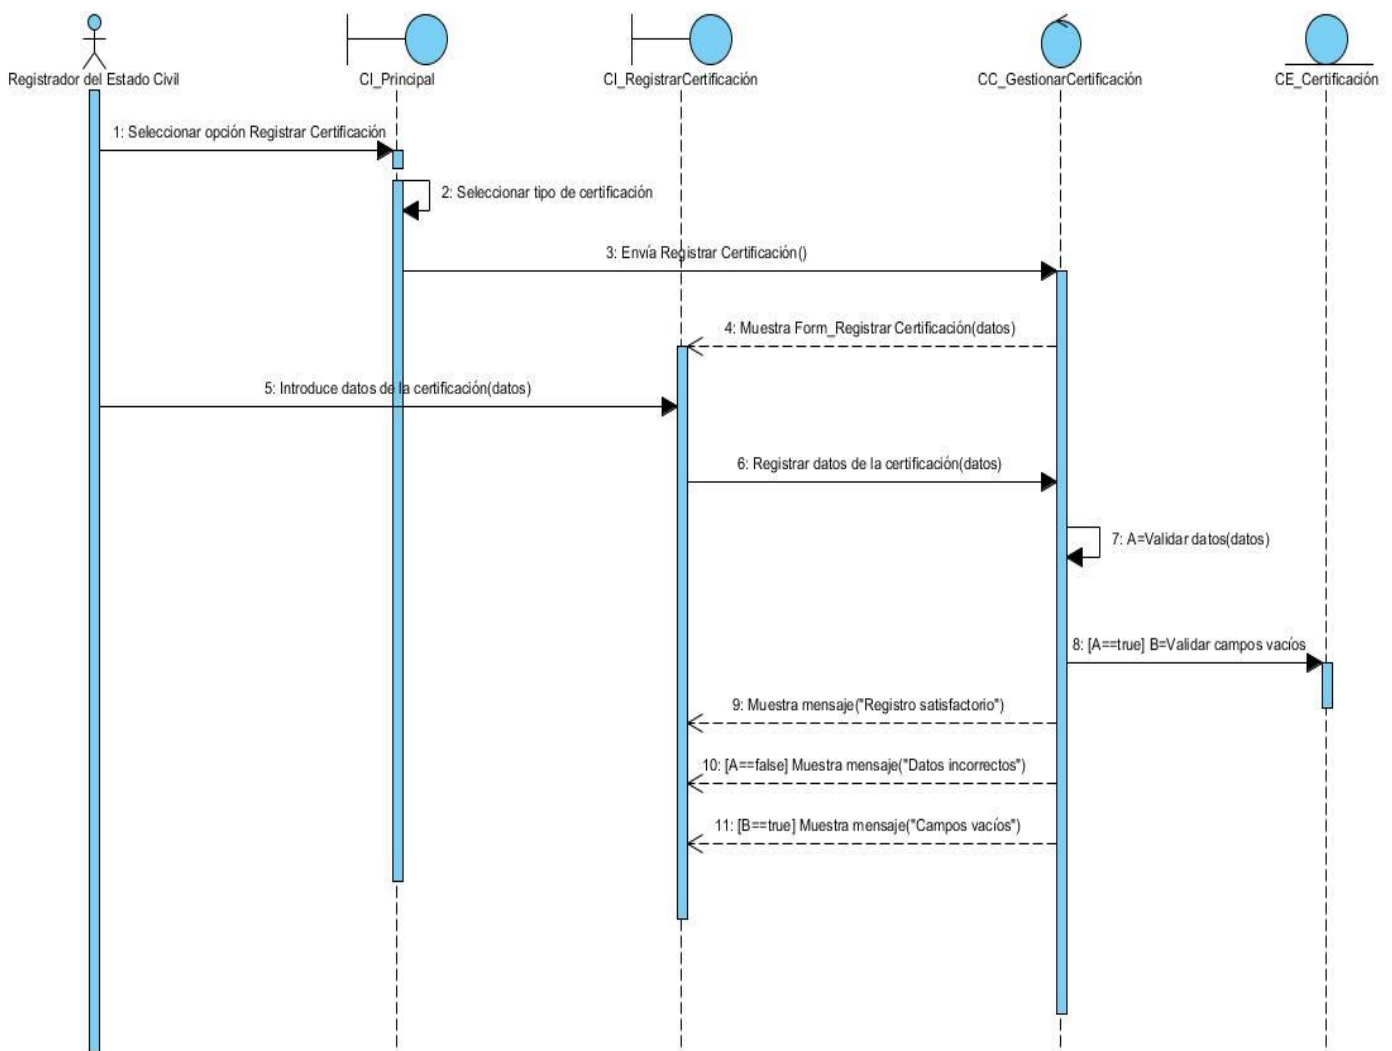 Registrador del Estado Civil
CI_Principal
CI_RegistrarCertificación
CC_GestionarCertificación
CE_Certificación
1: Seleccionar opción Registrar Certificación
2: Seleccionar tipo de certificación
3: Envía Registrar Certificación()
4: Muestra Form_Registrar Certificación(datos)
5: Introduce datos de la certificación(datos)
6: Registrar datos de la certificación(datos)
7: A=Validar datos(datos)
8: [A==true] B=Validar campos vacíos
9: Muestra mensaje("Registro satisfactorio")
10: [A==false] Muestra mensaje("Datos incorrectos")
11: [B==true] Muestra mensaje("Campos vacíos")